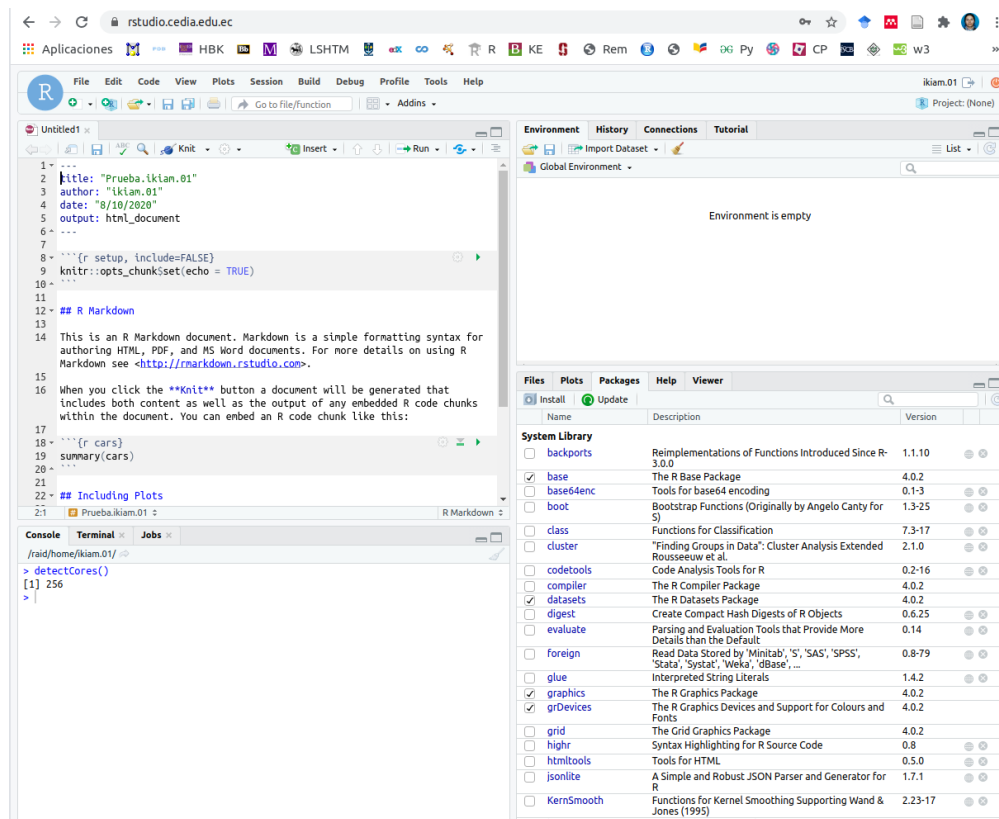 rstudio.cedia.edu.ec
Aplicaciones HBK Bb M LSHTM R KE Rem Py CP SCB w3 »
File Edit Code View Plots Session Build Debug Profile Tools Help
ikiam.01
R
Go to file/function
Addins
Project: (None)
Untitled1
Knit
Insert
Run
1 ---
2 title: "Prueba.ikiam.01"
3 author: "ikiam.01"
4 date: "8/10/2020"
5 output: html_document
6 ---
7
8 ```{r setup, include=FALSE}
9 knitr::opts_chunk$set(echo = TRUE)
10 ```
11
12 ## R Markdown
13
14 This is an R Markdown document. Markdown is a simple formatting syntax for
authoring HTML, PDF, and MS Word documents. For more details on using R
Markdown see <http://rmarkdown.rstudio.com>.
15
16 When you click the **Knit** button a document will be generated that
includes both content as well as the output of any embedded R code chunks
within the document. You can embed an R code chunk like this:
17
18 ```{r cars}
19 summary(cars)
20 ```
21
22 ## Including Plots
2:1 Prueba.ikiam.01 R Markdown
Console Terminal Jobs
/raid/home/ikiam.01/
> detectCores()
[1] 256
>
Environment History Connections Tutorial
Import Dataset
List
Global Environment
Environment is empty
Files Plots Packages Help Viewer
Install Update
Name Description Version
System Library
backports Reimplementations of Functions Introduced Since R- 1.1.10
3.0.0
base The R Base Package 4.0.2
base64enc Tools for base64 encoding 0.1-3
boot Bootstrap Functions (Originally by Angelo Canty for 1.3-25
S)
class Functions for Classification 7.3-17
cluster "Finding Groups in Data": Cluster Analysis Extended 2.1.0
Rousseeuw et al.
codetools Code Analysis Tools for R 0.2-16
compiler The R Compiler Package 4.0.2
datasets The R Datasets Package 4.0.2
digest Create Compact Hash Digests of R Objects 0.6.25
evaluate Parsing and Evaluation Tools that Provide More 0.14
Details than the Default
foreign Read Data Stored by 'Minitab', 'S', 'SAS', 'SPSS', 0.8-79
'Stata', 'Systat', 'Weka', 'dBase', ...
glue Interpreted String Literals 1.4.2
graphics The R Graphics Package 4.0.2
grDevices The R Graphics Devices and Support for Colours and 4.0.2
Fonts
grid The Grid Graphics Package 4.0.2
highr Syntax Highlighting for R Source Code 0.8
htmltools Tools for HTML 0.5.0
jsonlite A Simple and Robust JSON Parser and Generator for 1.7.1
R
KernSmooth Functions for Kernel Smoothing Supporting Wand & 2.23-17
Jones (1995)